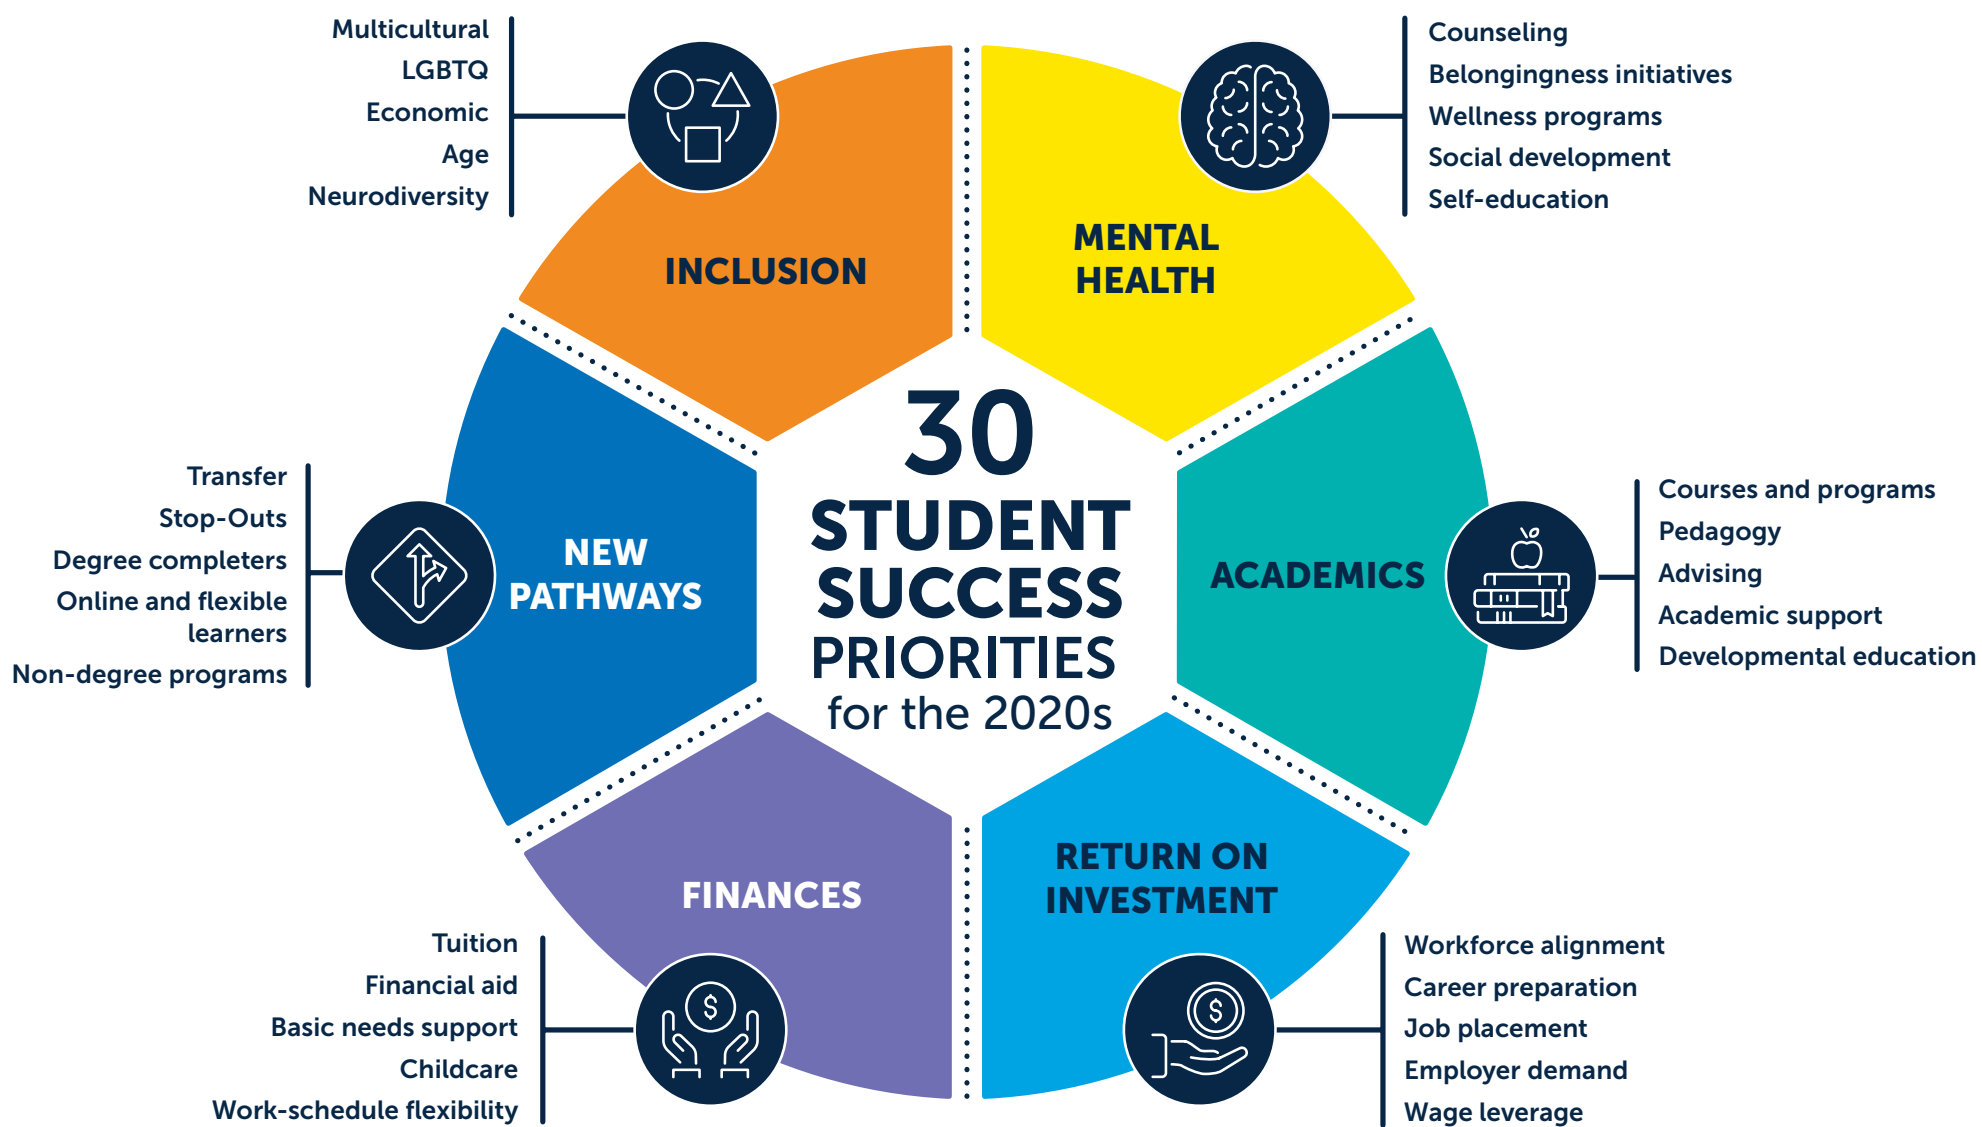 30
STUDENT
SUCCESS
PRIORITIES
for the 2020s
INCLUSION
Multicultural
LGBTQ
Economic
Age
Neurodiversity
MENTAL
HEALTH
Counseling
Belongingness initiatives
Wellness programs
Social development
Self-education
ACADEMICS
Courses and programs
Pedagogy
Advising
Academic support
Developmental education
RETURN ON
INVESTMENT
$
Workforce alignment
Career preparation
Job placement
Employer demand
Wage leverage
FINANCES
$
Tuition
Financial aid
Basic needs support
Childcare
Work-schedule flexibility
NEW
PATHWAYS
Transfer
Stop-Outs
Degree completers
Online and flexible
learners
Non-degree programs